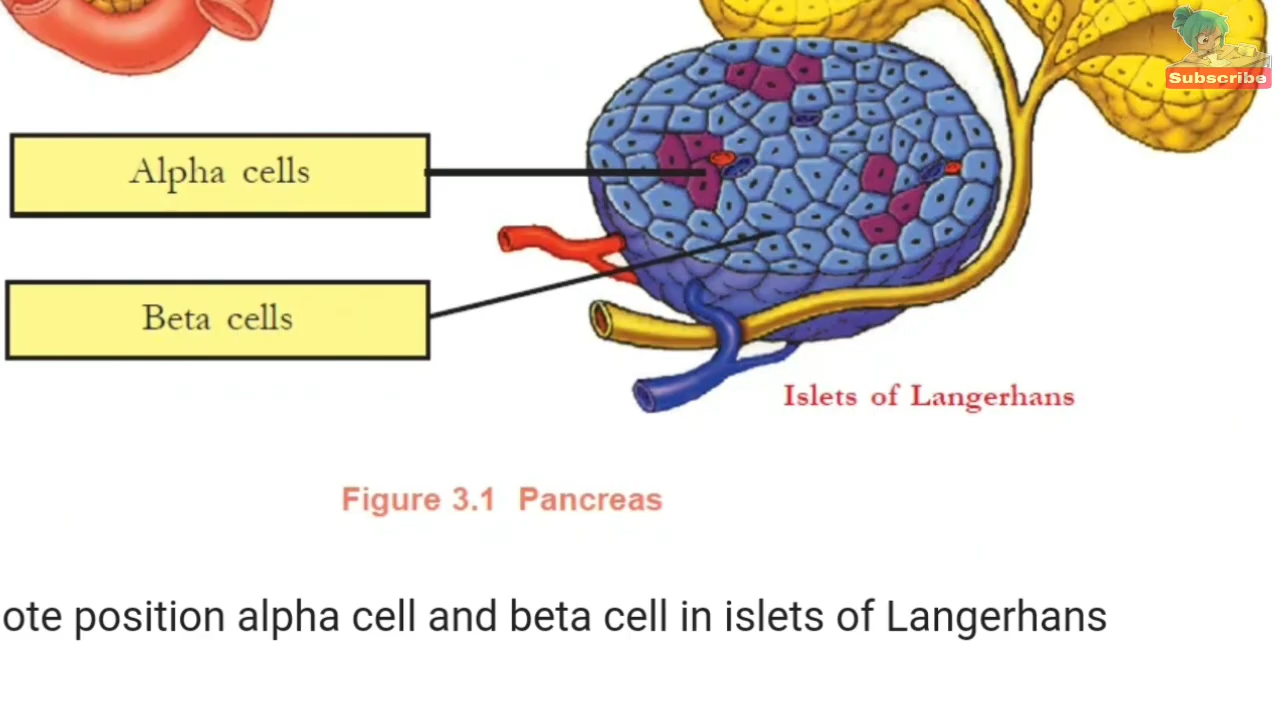 Subscribe
Alpha cells
Beta cells
Islets of Langerhans
Figure 3.1 Pancreas
ote position alpha cell and beta cell in islets of Langerhans